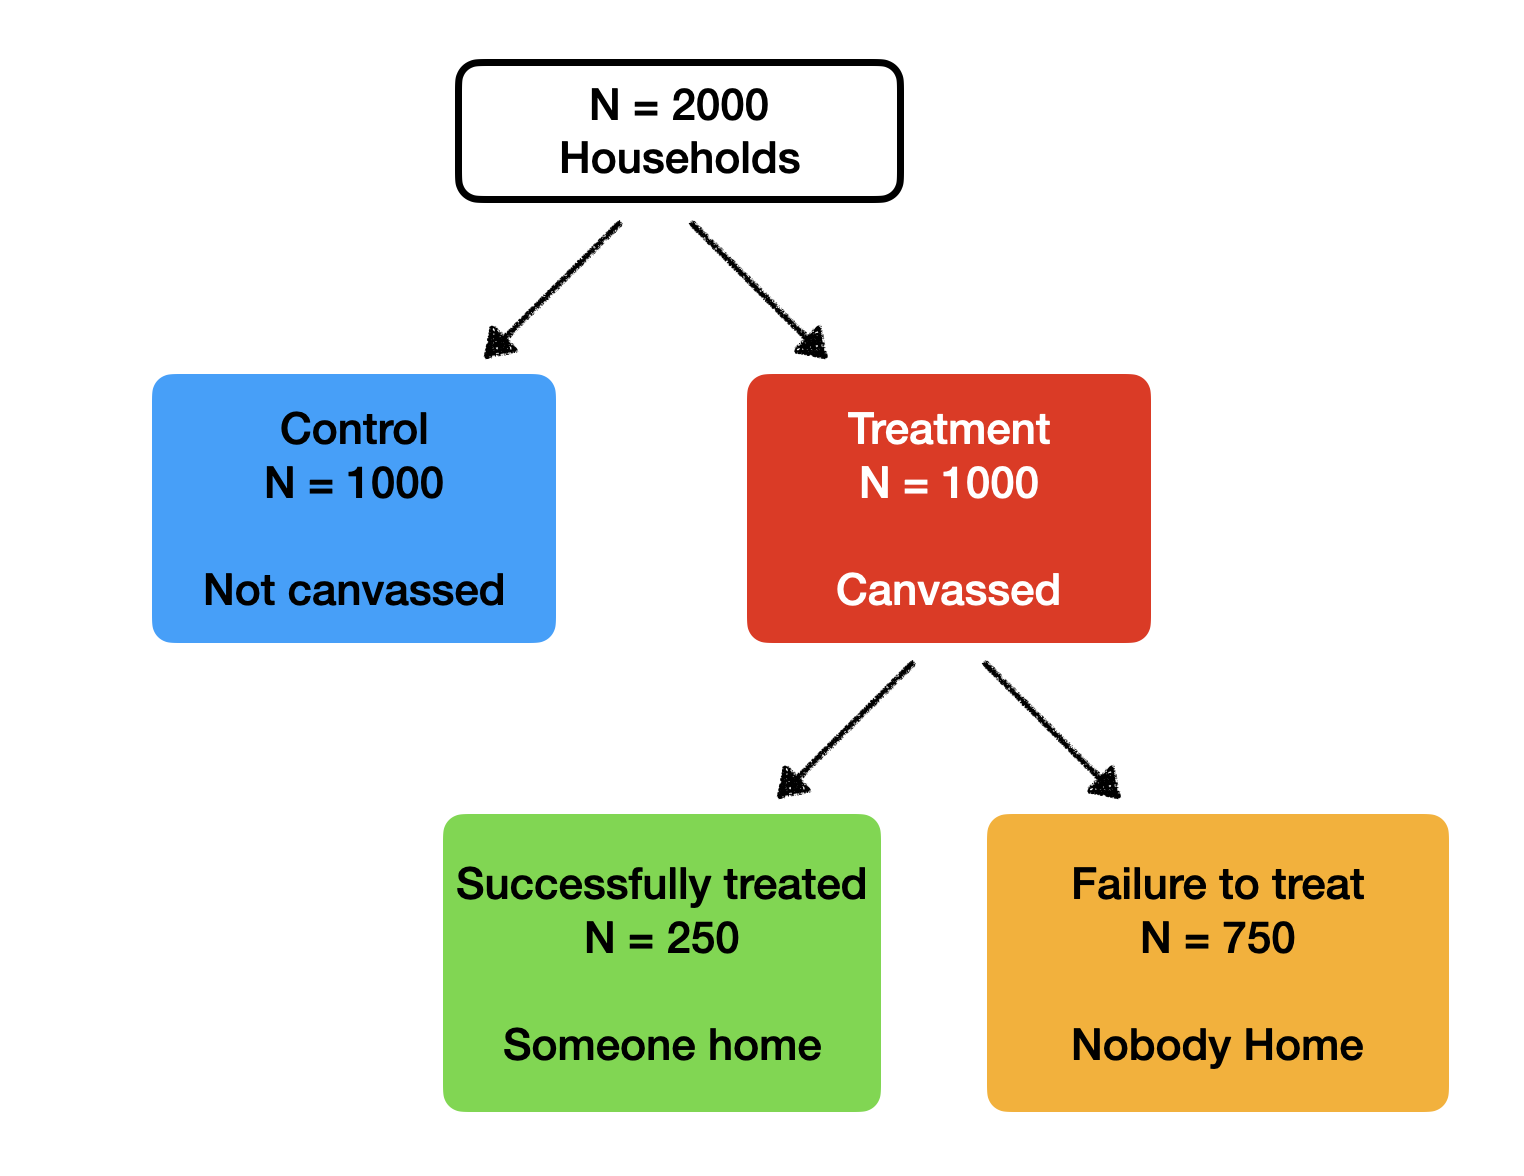 N = 2000
Households
Control
N = 1000
Not canvassed
Treatment
N = 1000
Canvassed
Successfully treated
N = 250
Someone home
Failure to treat
N = 750
Nobody Home